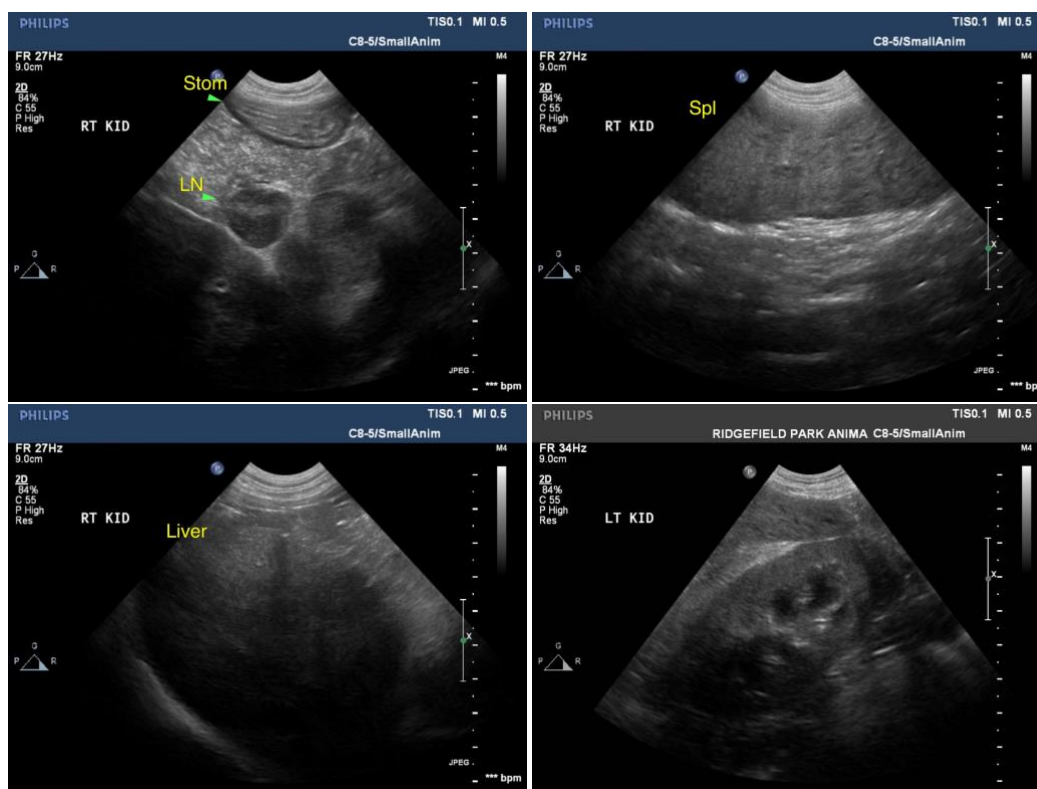 PHILIPS
TIS0.1 MI 0.5
C8-5/SmallAnim
FR 27Hz
9.0cm
2D
84%
C 55
P High
Res
M4
Stom
RT KID
LN
G
P R
X
JPEG
*** bpm
PHILIPS
TIS0.1 MI 0.5
C8-5/SmallAnim
FR 27Hz
9.0cm
2D
84%
C 55
P High
Res
M4
P
Spl
RT KID
G
P R
X
JPEG
*** bp
PHILIPS
TIS0.1 MI 0.5
C8-5/SmallAnim
FR 27Hz
9.0cm
2D
84%
C 55
P High
Res
M4
P
RT KID
Liver
G
P R
X
JPEG
*** bpm
PHILIPS
TIS0.1 MI 0.5
RIDGEFIELD PARK ANIMA C8-5/SmallAnim
FR 34Hz
9.0cm
2D
84%
C 55
P High
Res
M4
P
LT KID
G
P R
X